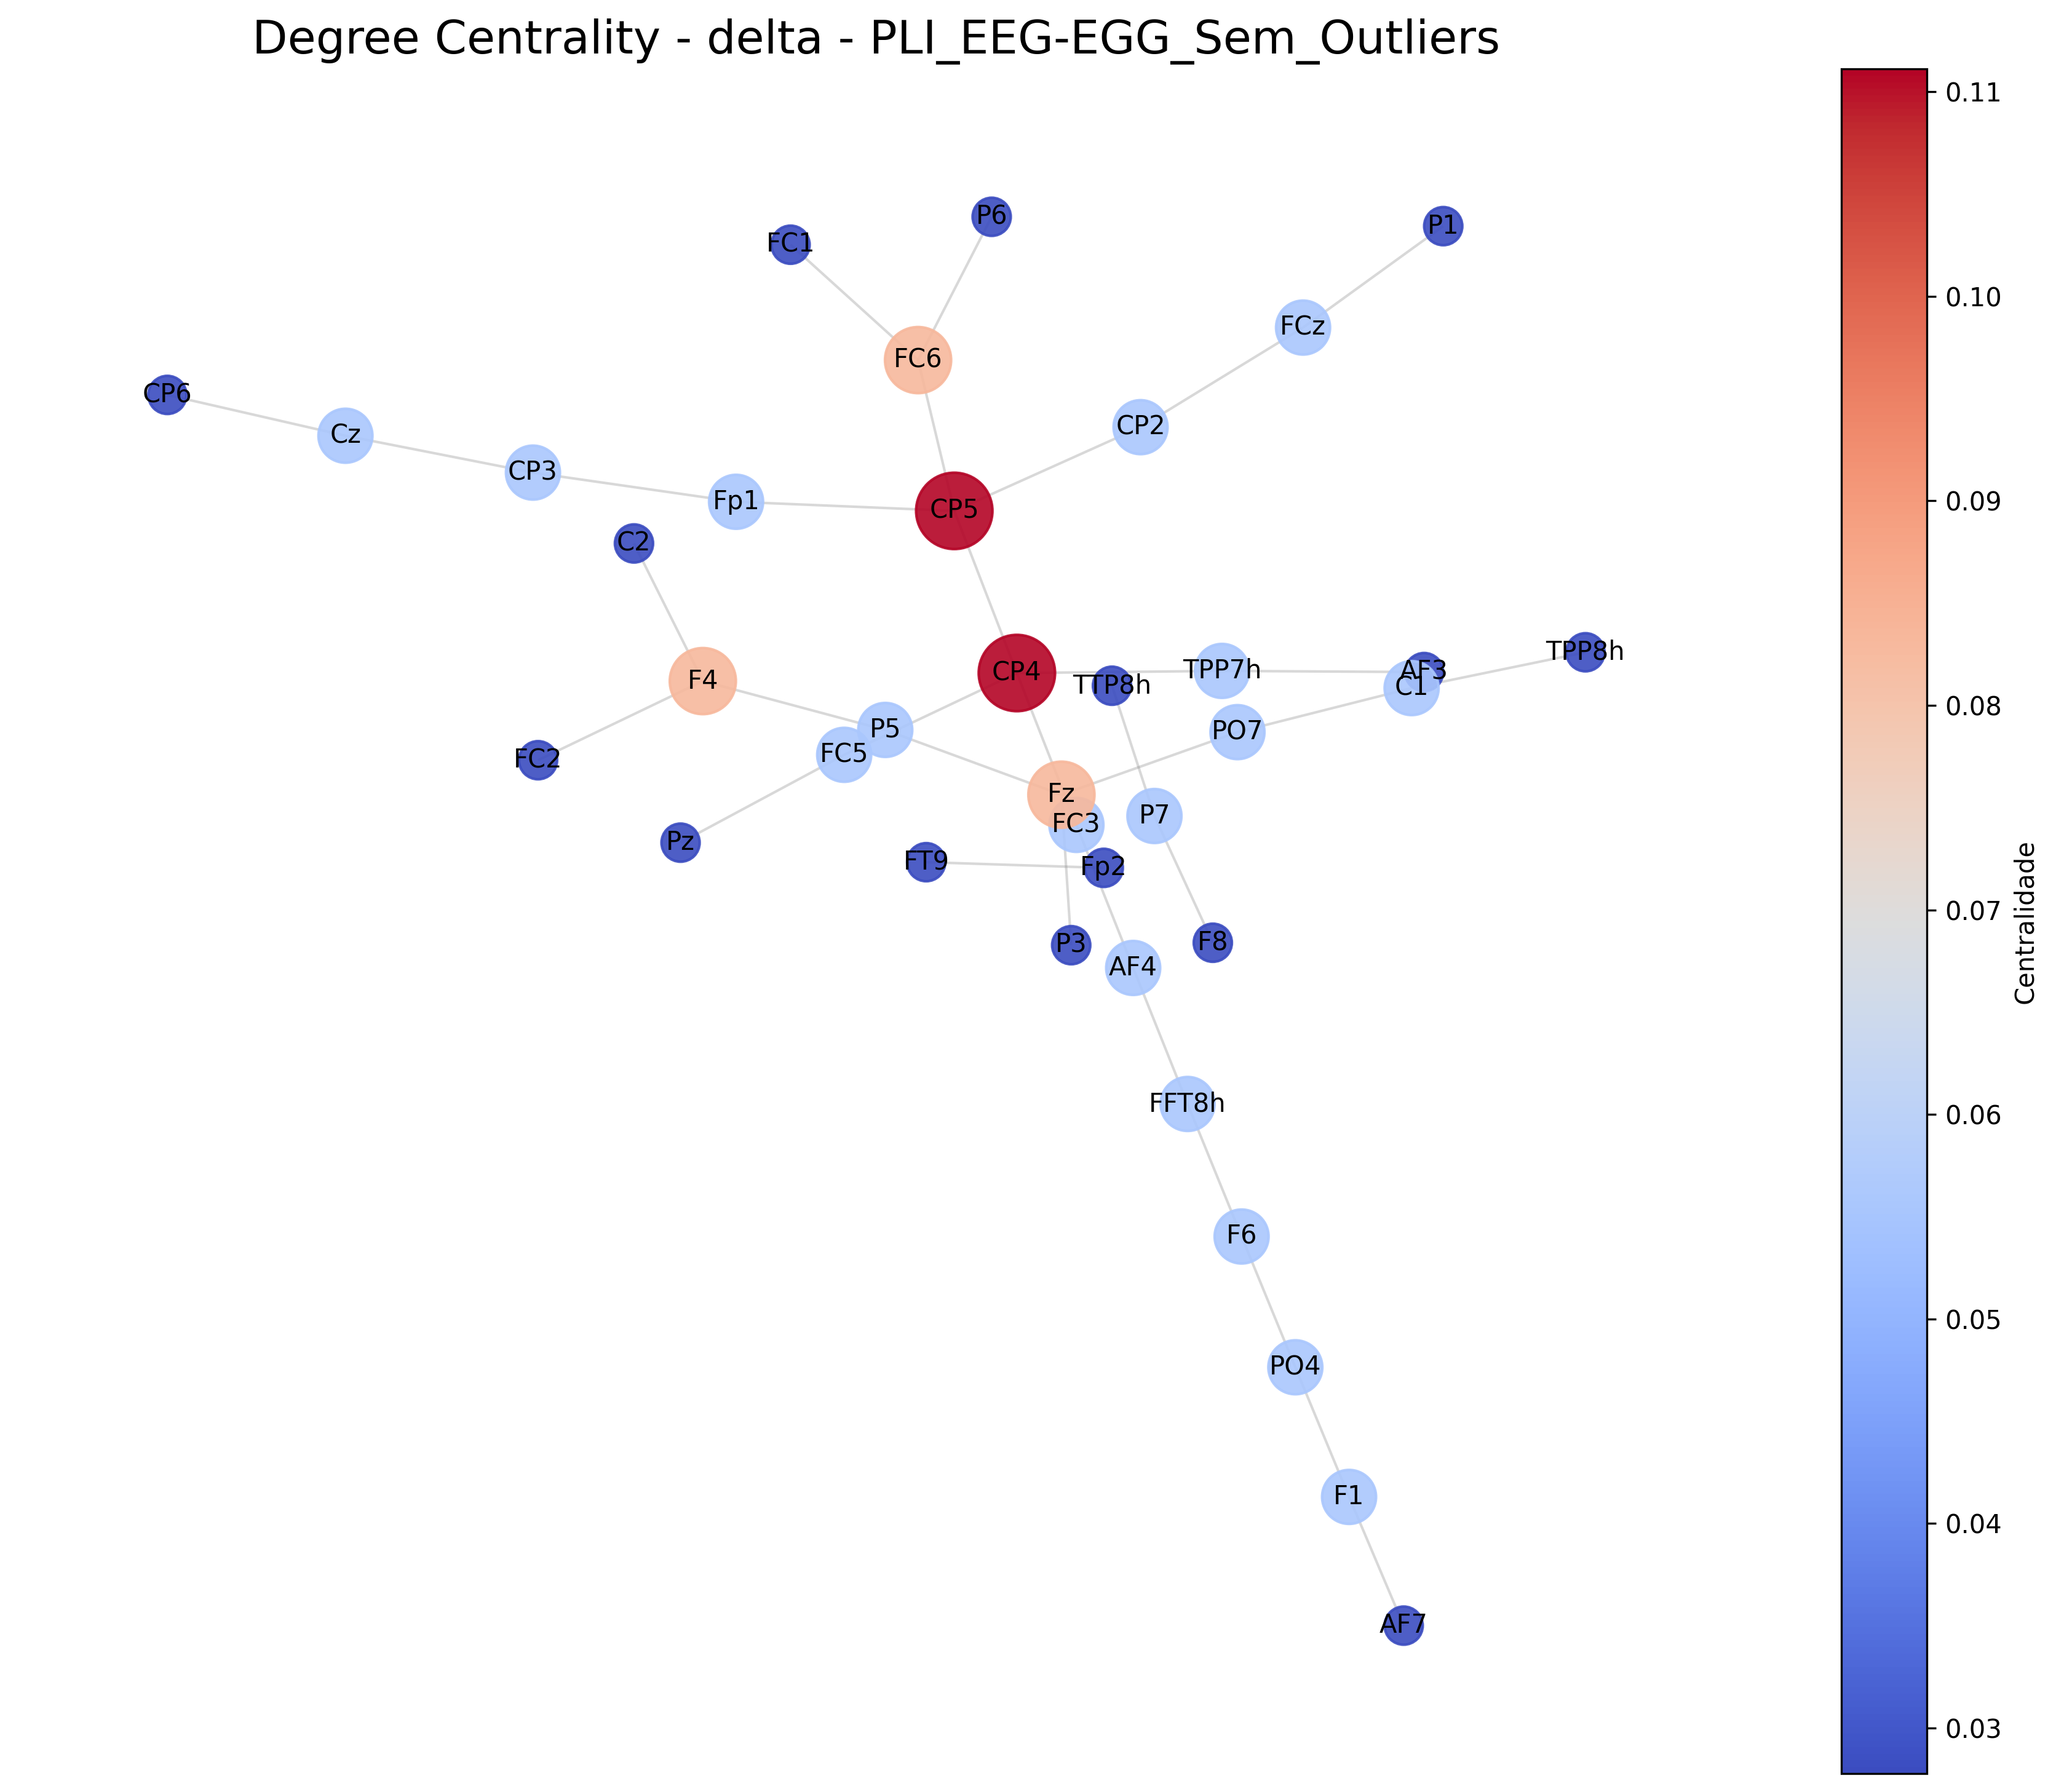 Degree Centrality - delta - PLI_EEG-EGG_Sem_Outliers
0.11
P6
P1
FC1
0.10
FCz
FC6
CP6
CP2
Cz
CP3
Fp1
0.09
CP5
C2
TPP8h
CP4
TPP7h
AF3
F4
TTP8h
C1
0.08
P5
PO7
FC5
FC2
Fz
P7
FC3
Pz
FT9
Fp2
0.07
Centralidade
P3
F8
AF4
FFT8h
0.06
F6
0.05
PO4
F1
0.04
AF7
0.03